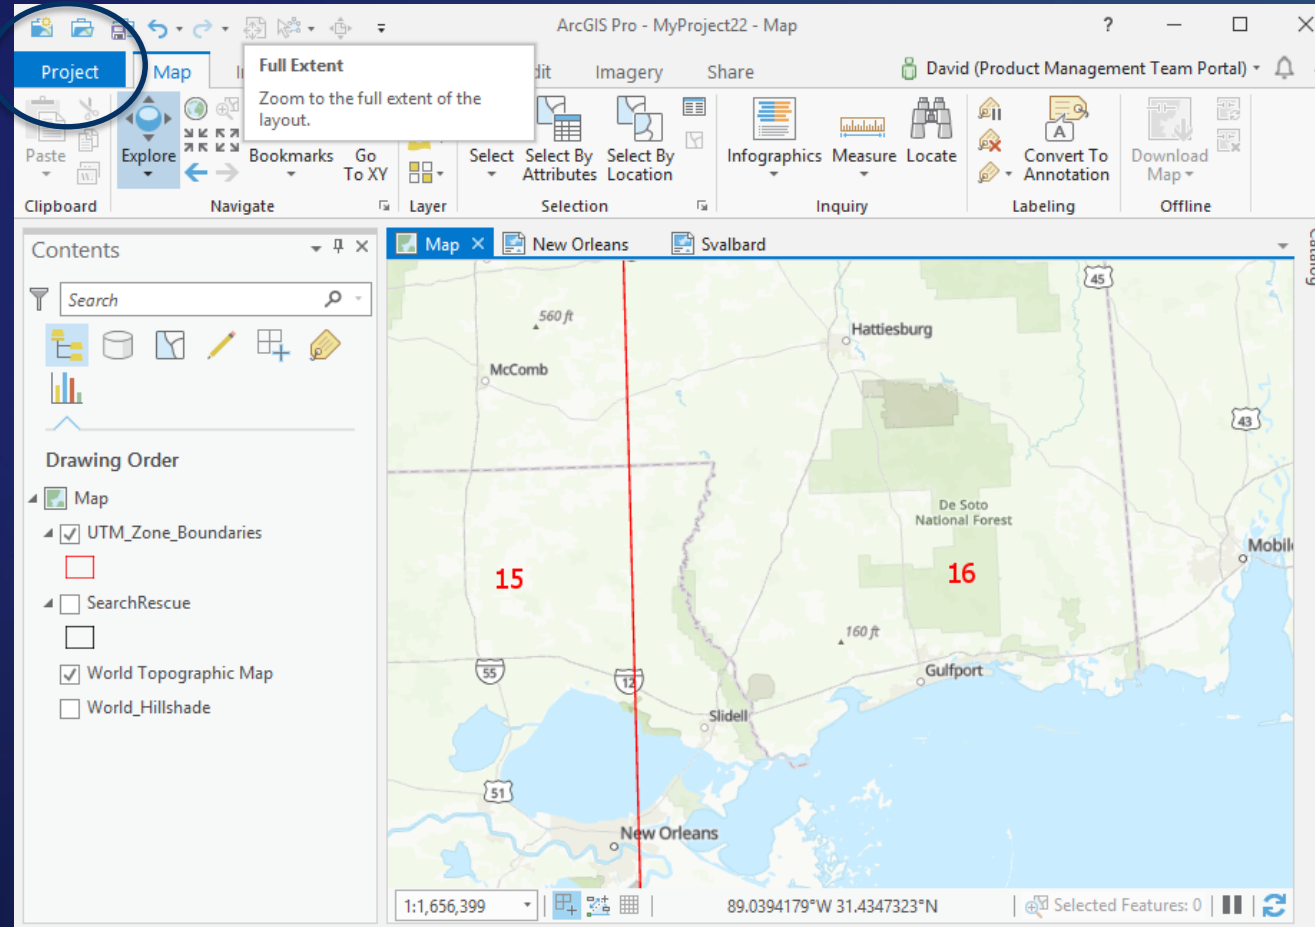 ArcGIS Pro - MyProject22 - Map
?
Project
Map
Edit
Imagery
Share
David (Product Management Team Portal)
Full Extent
Zoom to the full extent of the
layout.
Paste
Explore
Bookmarks
Go
To XY
Select
Select By
Attributes
Select By
Location
Infographics
Measure
Locate
A
Convert To
Annotation
Download
Map
Clipboard
Navigate
Layer
Selection
Inquiry
Labeling
Offline
Contents
Map
New Orleans
Svalbard
Catalog
Search
Drawing Order
Map
UTM_Zone_Boundaries
SearchRescue
World Topographic Map
World_Hillshade
45
560 ft
Hattiesburg
McComb
43
De Soto
National Forest
Mobile
15
16
160 ft
55
12
Gulfport
Slidell
51
New Orleans
1:1,656,399
89.0394179°W 31.4347323°N
Selected Features: 0